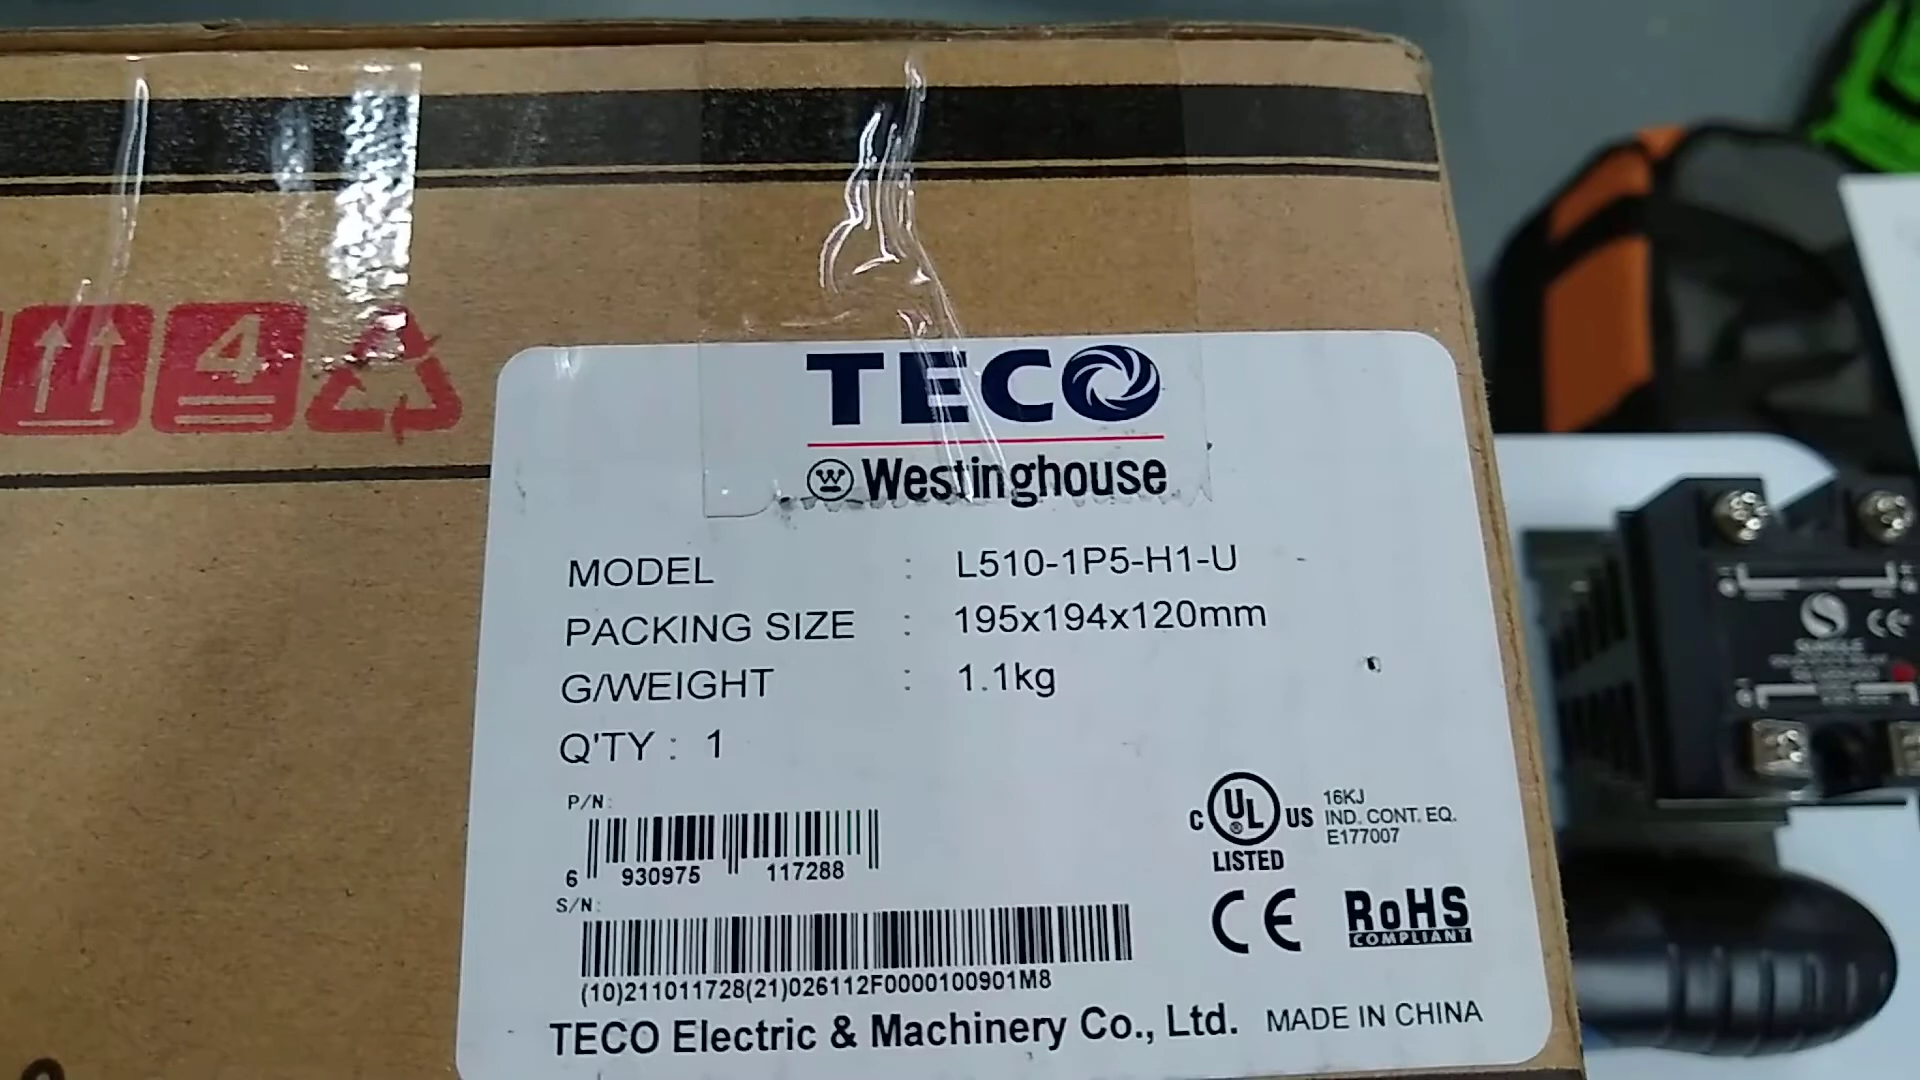 4
TECO
Westinghouse
MODEL : L510-1P5-H1-U
PACKING SIZE : 195x194x120mm
G/WEIGHT : 1.1kg
Q'TY : 1
P/N:
6 930975 117288
S/N:
(10)211011728(21)026112F0000100901M8
C UL ® US
LISTED
16KJ
IND. CONT. EQ.
E177007
CE
RoHS
COMPLIANT
TECO Electric & Machinery Co., Ltd. MADE IN CHINA
CE